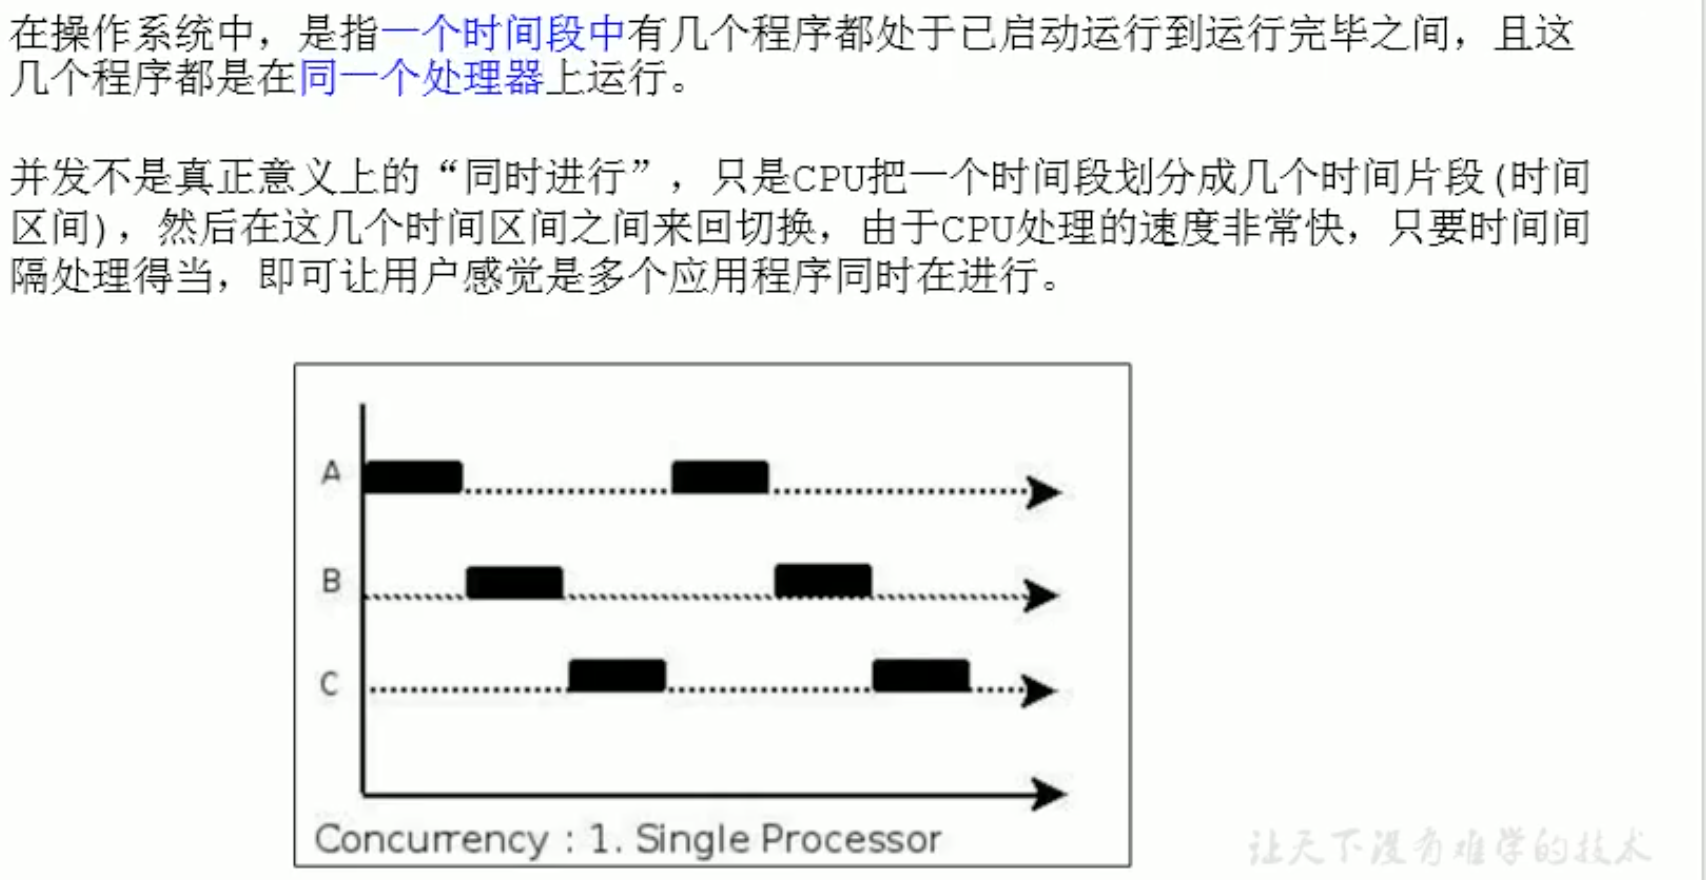 在操作系统中，是指一个时间段中有几个程序都处于已启动运行到运行完毕之间，且这
几个程序都是在同一个处理器上运行。
并发不是真正意义上的“同时进行”，只是CPU把一个时间段划分成几个时间片段(时间
区间)，然后在这几个时间区间之间来回切换，由于CPU处理的速度非常快，只要时间间
隔处理得当，即可让用户感觉是多个应用程序同时在进行。
A
B
C
Concurrency : 1. Single Processor
让天下没有难学的技术